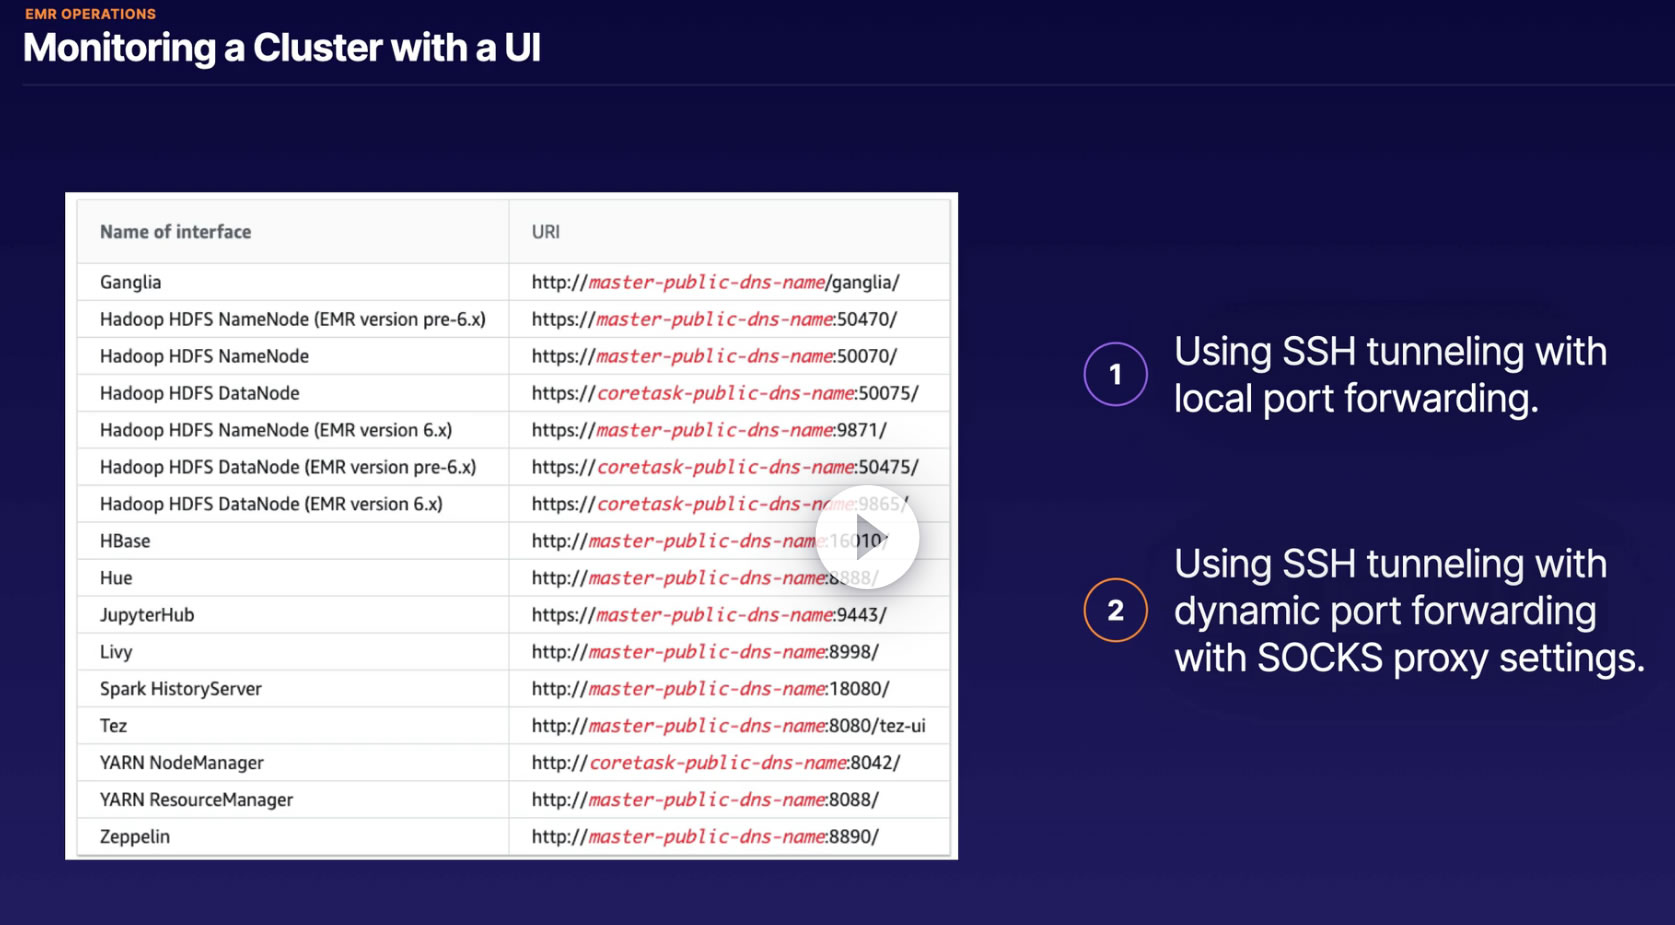 EMR OPERATIONS
Monitoring a Cluster with a UI
Name of interface URI
Ganglia http://master-public-dns-name/ganglia/
Hadoop HDFS NameNode (EMR version pre-6.x) https://master-public-dns-name:50470/
Hadoop HDFS NameNode https://master-public-dns-name:50070/
Hadoop HDFS DataNode https://coretask-public-dns-name:50075/
Hadoop HDFS NameNode (EMR version 6.x) https://master-public-dns-name:9871/
Hadoop HDFS DataNode (EMR version pre-6.x) https://coretask-public-dns-name:50475/
Hadoop HDFS DataNode (EMR version 6.x) https://coretask-public-dns-name:9865/
HBase http://master-public-dns-name:16010/
Hue http://master-public-dns-name:8888/
JupyterHub https://master-public-dns-name:9443/
Livy http://master-public-dns-name:8998/
Spark HistoryServer http://master-public-dns-name:18080/
Tez http://master-public-dns-name:8080/tez-ui
YARN NodeManager http://coretask-public-dns-name:8042/
YARN ResourceManager http://master-public-dns-name:8088/
Zeppelin http://master-public-dns-name:8890/
1
Using SSH tunneling with
local port forwarding.
2
Using SSH tunneling with
dynamic port forwarding
with SOCKS proxy settings.